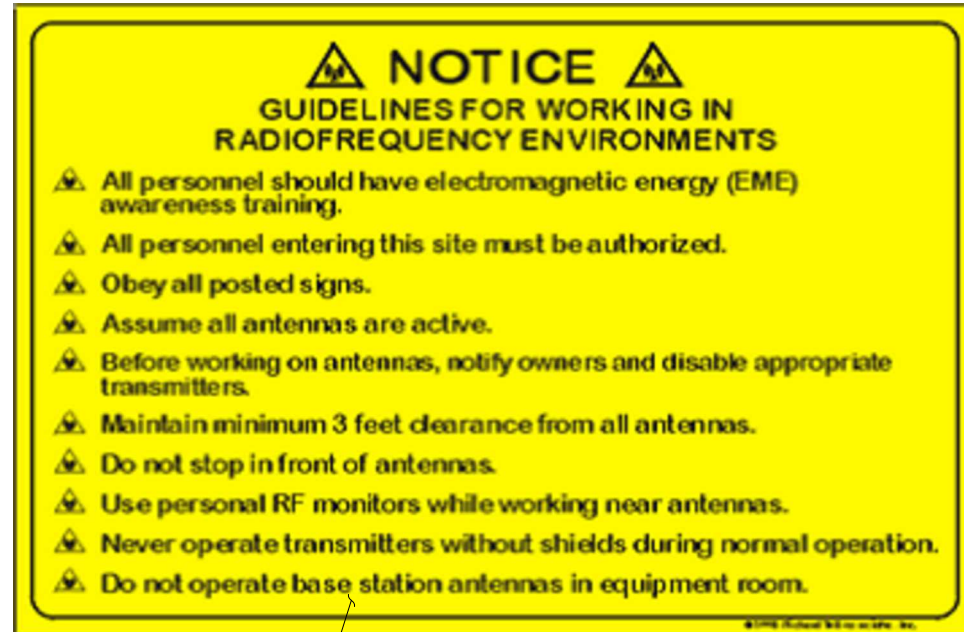 NOTICE
GUIDELINES FOR WORKING IN
RADIOFREQUENCY ENVIRONMENTS
All personnel should have electromagnetic energy (EME)
awareness training.
All personnel entering this site must be authorized.
Obey all posted signs.
Assume all antennas are active.
Before working on antennas, notify owners and disable appropriate
transmitters.
Maintain minimum 3 feet clearance from all antennas.
Do not stop in front of antennas.
Use personal RF monitors while working near antennas.
Never operate transmitters without shields during normal operation.
Do not operate base station antennas in equipment room.